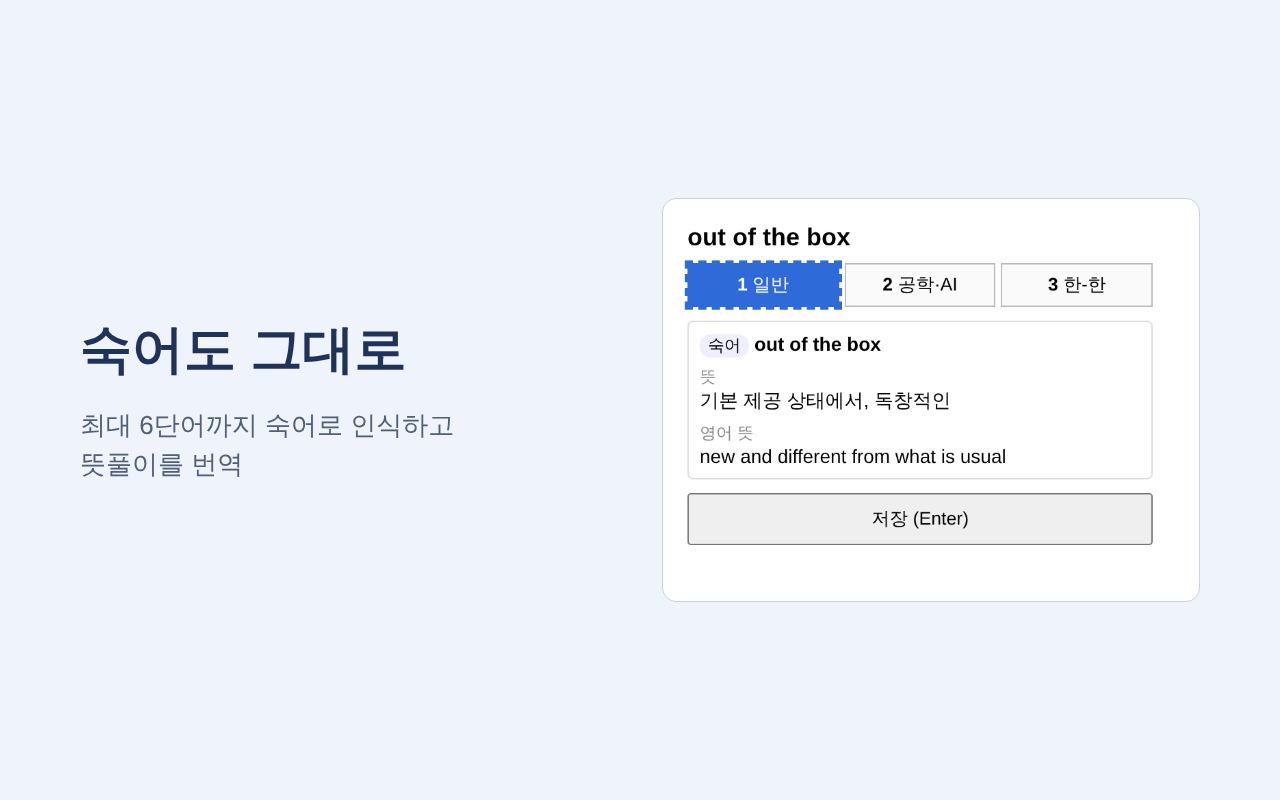 숙어도 그대로
최대 6단어까지 숙어로 인식하고
뜻풀이를 번역
out of the box
1 일반
2 공학·AI
3 한-한
숙어 out of the box
뜻
기본 제공 상태에서, 독창적인
영어 뜻
new and different from what is usual
저장 (Enter)